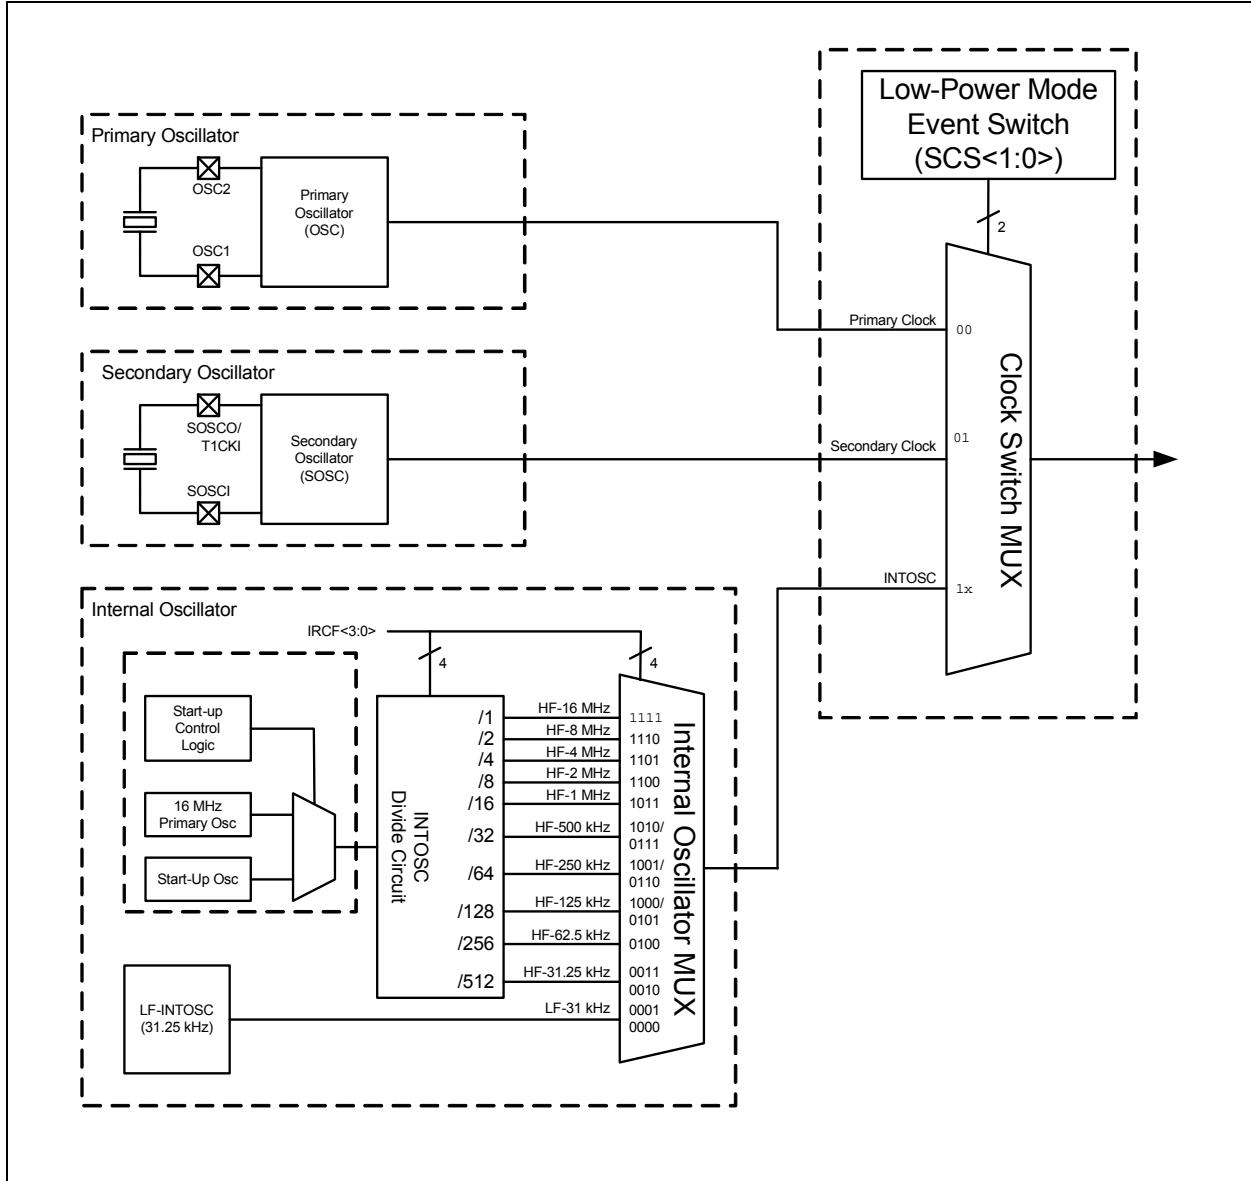 Low-Power Mode
Event Switch
(SCS<1:0>)
2
Primary Oscillator
OSC2
OSC1
Primary
Oscillator
(OSC)
Primary Clock
00
Secondary Oscillator
SOSCO/
T1CKI
SOSCI
Secondary
Oscillator
(SOSC)
Secondary Clock
01
INTOSC
1x
Clock Switch MUX
Internal Oscillator
IRCF<3:0>
4
4
Start-up
Control
Logic
16 MHz
Primary Osc
Start-Up Osc
INTOSC
Divide Circuit
/1
HF-16 MHz
1111
/2
HF-8 MHz
1110
/4
HF-4 MHz
1101
/8
HF-2 MHz
1100
/16
HF-1 MHz
1011
/32
HF-500 kHz
1010/
0111
/64
HF-250 kHz
1001/
0110
/128
HF-125 kHz
1000/
0101
/256
HF-62.5 kHz
0100
/512
HF-31.25 kHz
0011
0010
LF-31 kHz
0001
0000
Internal Oscillator MUX
LF-INTOSC
(31.25 kHz)